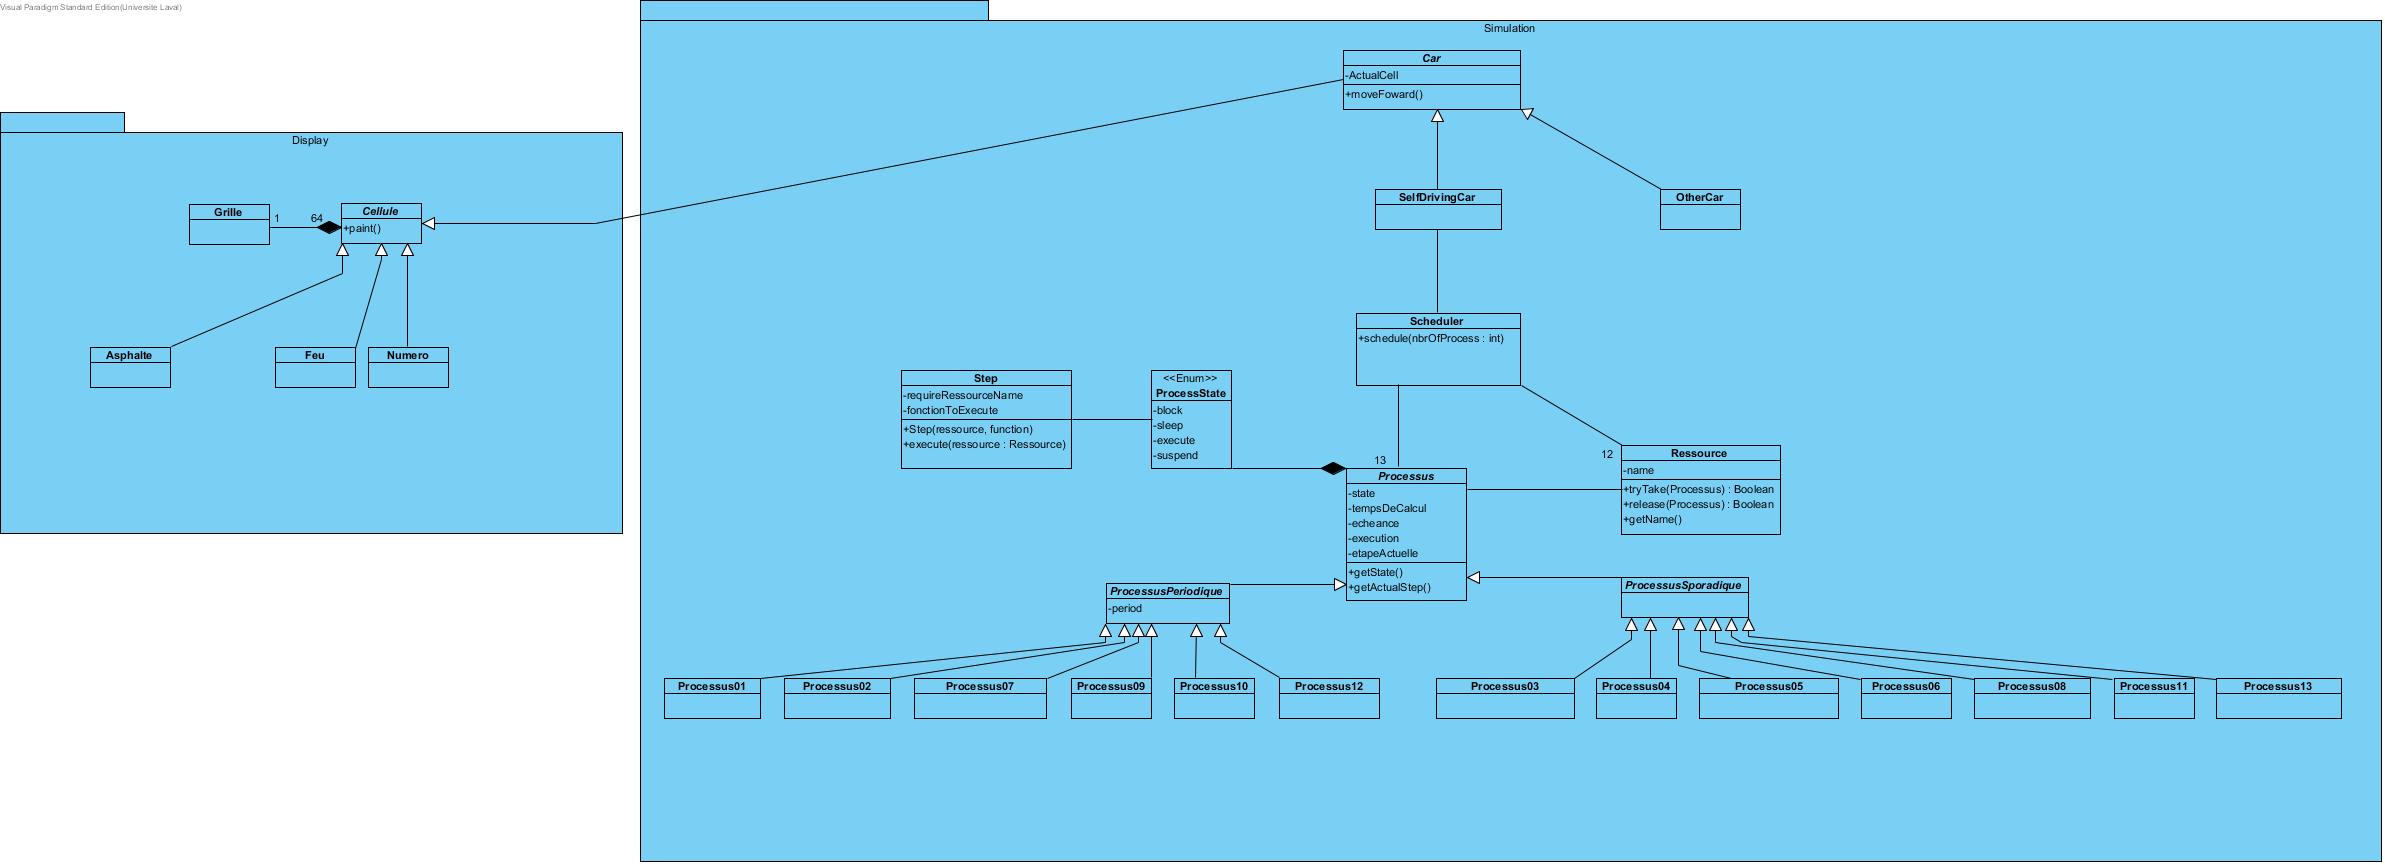 Visual Paradigm Standard Edition(Universite Laval)
Display
Grille
1
64
Cellule
+paint()
Asphalte
Feu
Numero
Simulation
Car
-ActualCell
+moveFoward()
SelfDrivingCar
OtherCar
Scheduler
+schedule(nbrOfProcess : int)
Step
-requireRessourceName
-fonctionToExecute
+Step(ressource, function)
+execute(ressource : Ressource)
<<Enum>>
ProcessState
-block
-sleep
-execute
-suspend
13
12
Processus
-state
-tempsDeCalcul
-echeance
-execution
-etapeActuelle
+getState()
+getActualStep()
Ressource
-name
+tryTake(Processus) : Boolean
+release(Processus) : Boolean
+getName()
ProcessusPeriodique
-period
ProcessusSporadique
Processus01
Processus02
Processus07
Processus09
Processus10
Processus12
Processus03
Processus04
Processus05
Processus06
Processus08
Processus11
Processus13